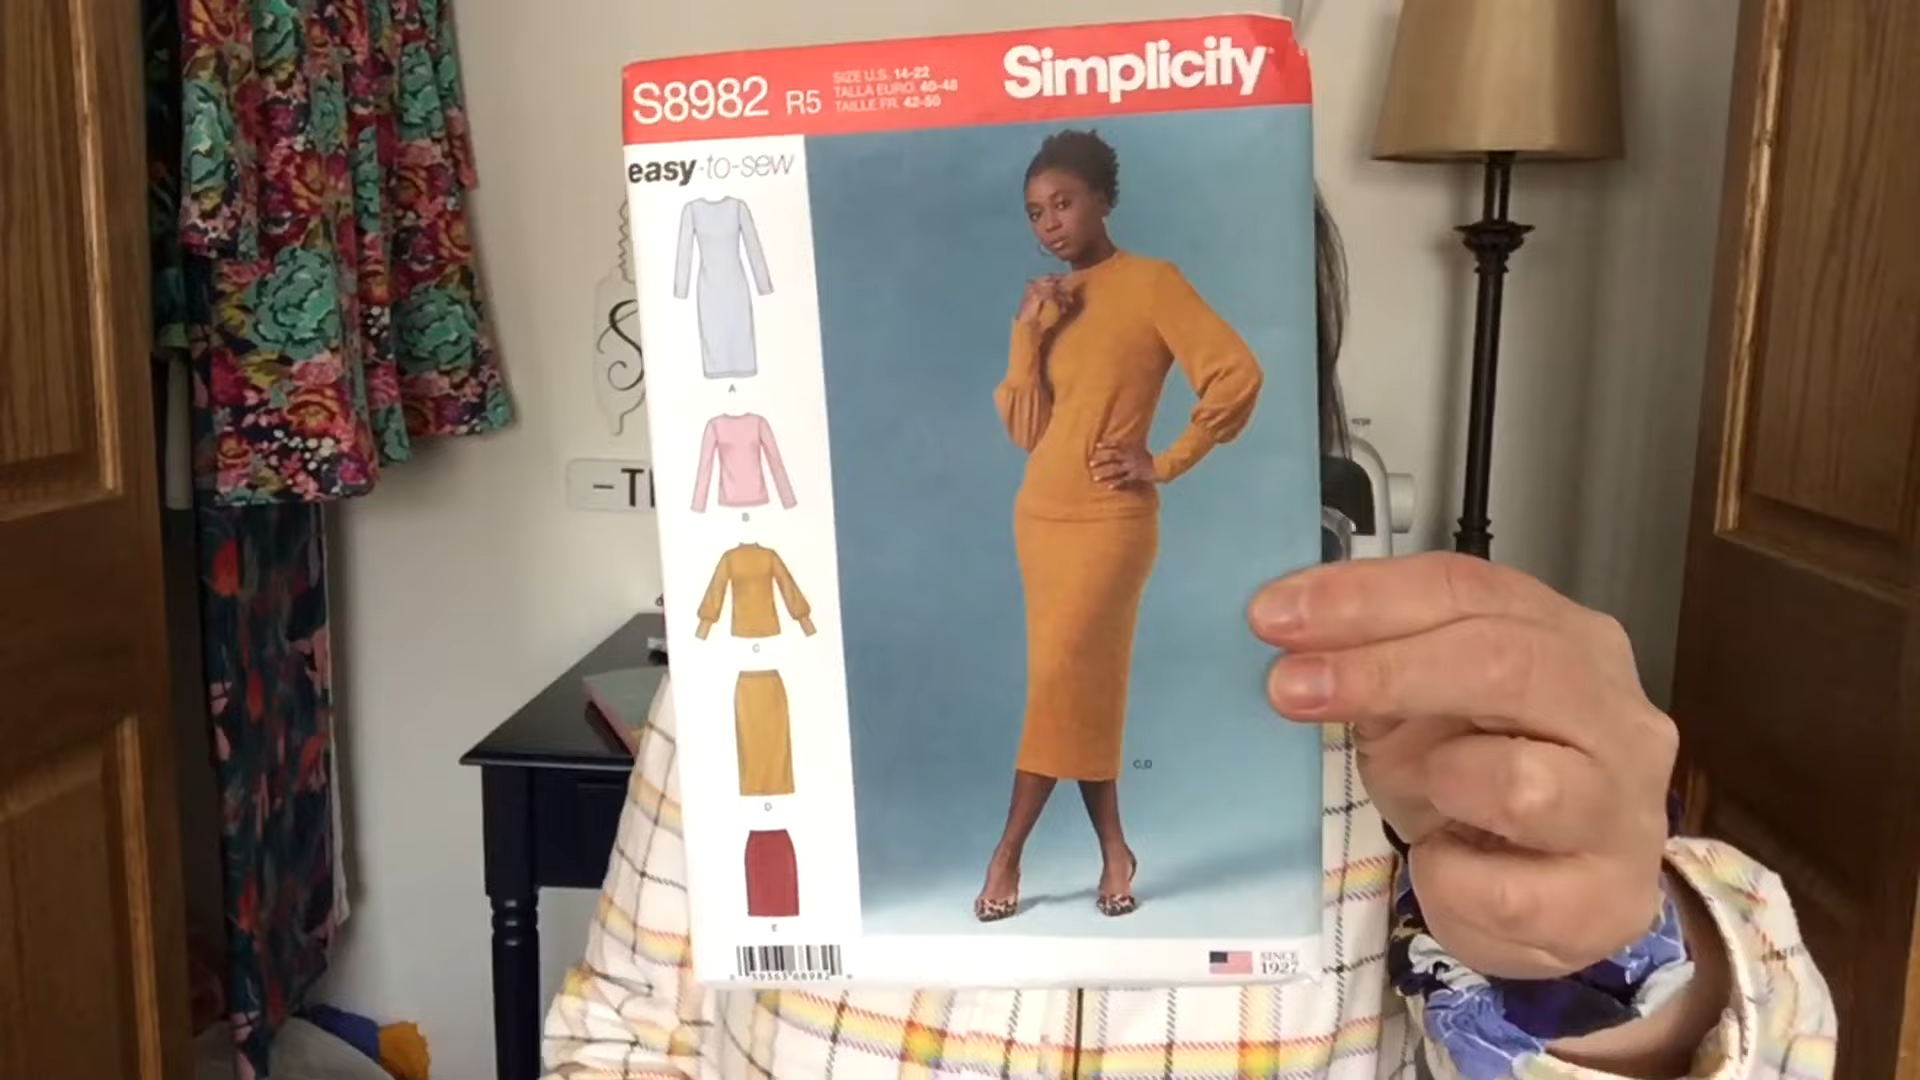 S8982 R5
SIZE U.S. 14-22
TALLA EURO. 40-48
TAILLE FR. 42-50
Simplicity
easy-to-sew
A
B
C
D
E
C,D
SINCE
1927
S
-TH